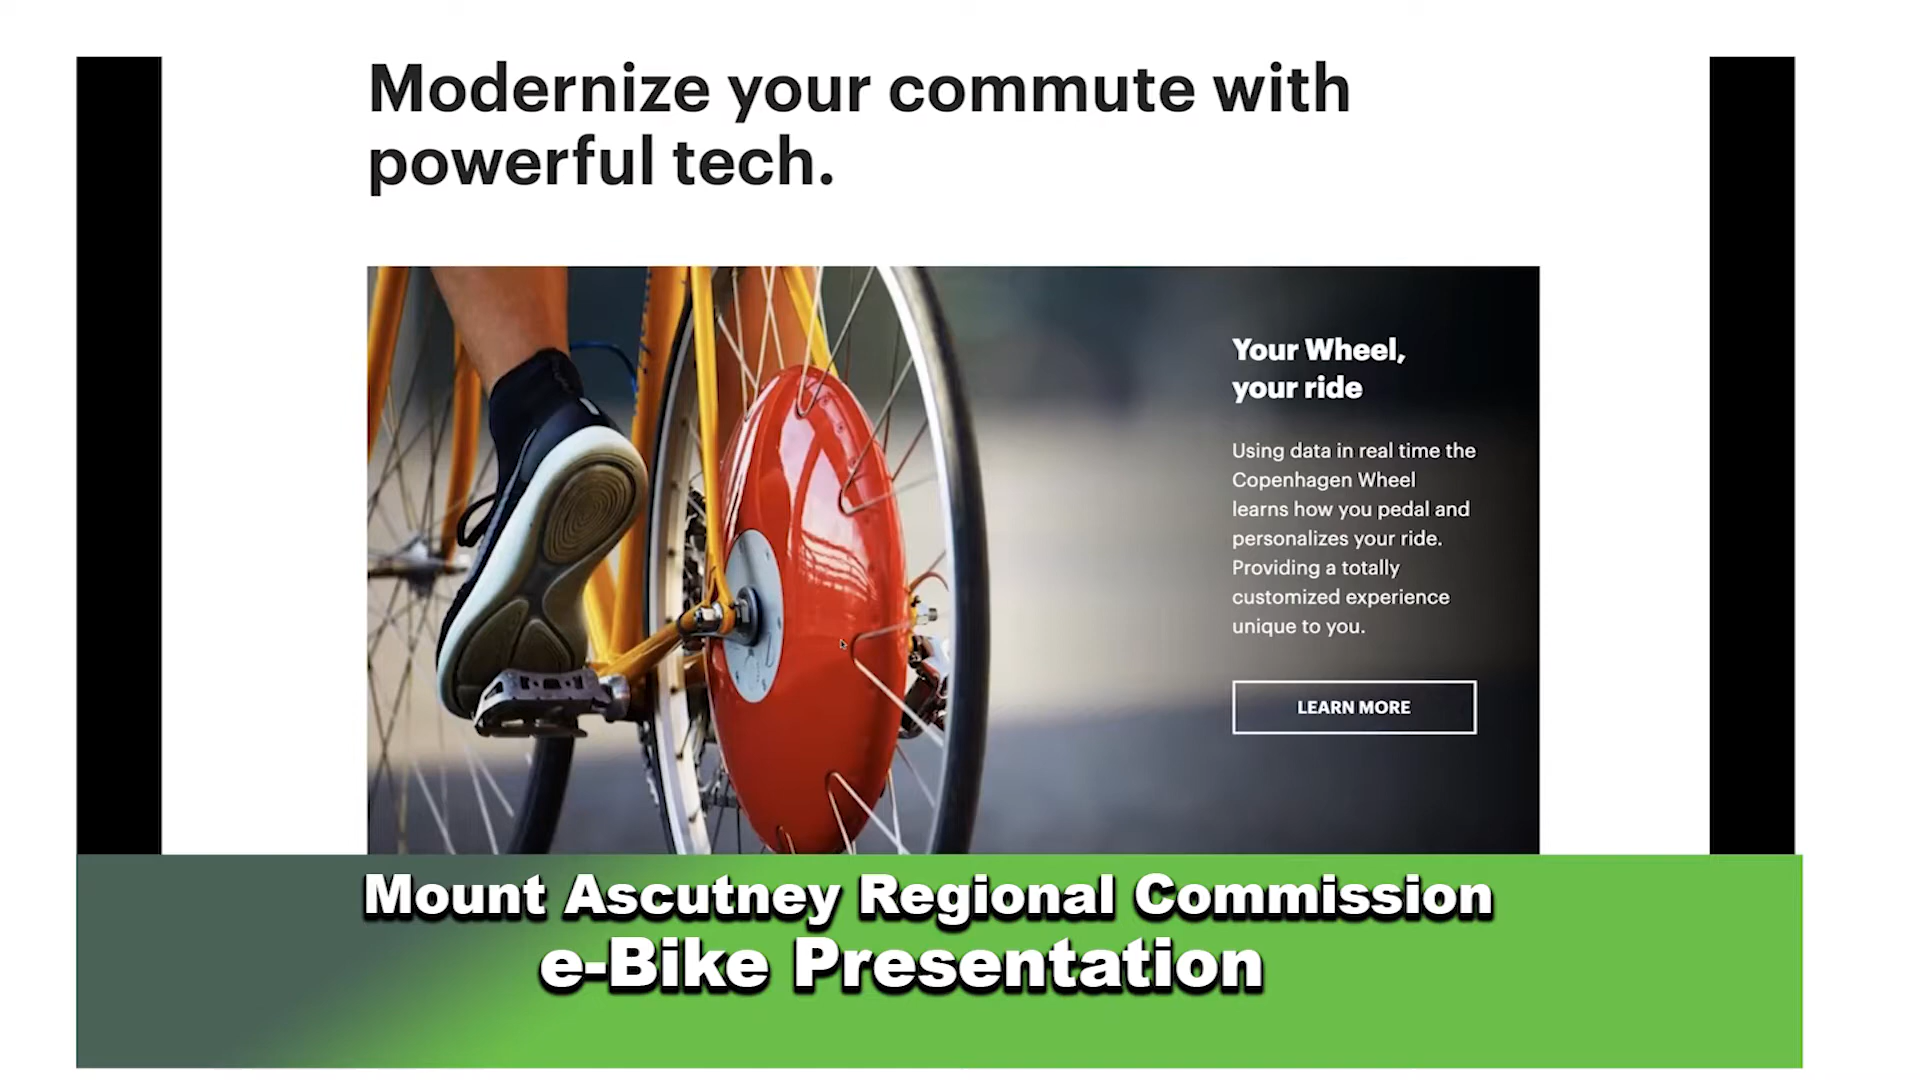 Modernize your commute with
powerful tech.
Your Wheel,
your ride
Using data in real time the
Copenhagen Wheel
learns how you pedal and
personalizes your ride.
Providing a totally
customized experience
unique to you.
LEARN MORE
Mount Ascutney Regional Commission
e-Bike Presentation